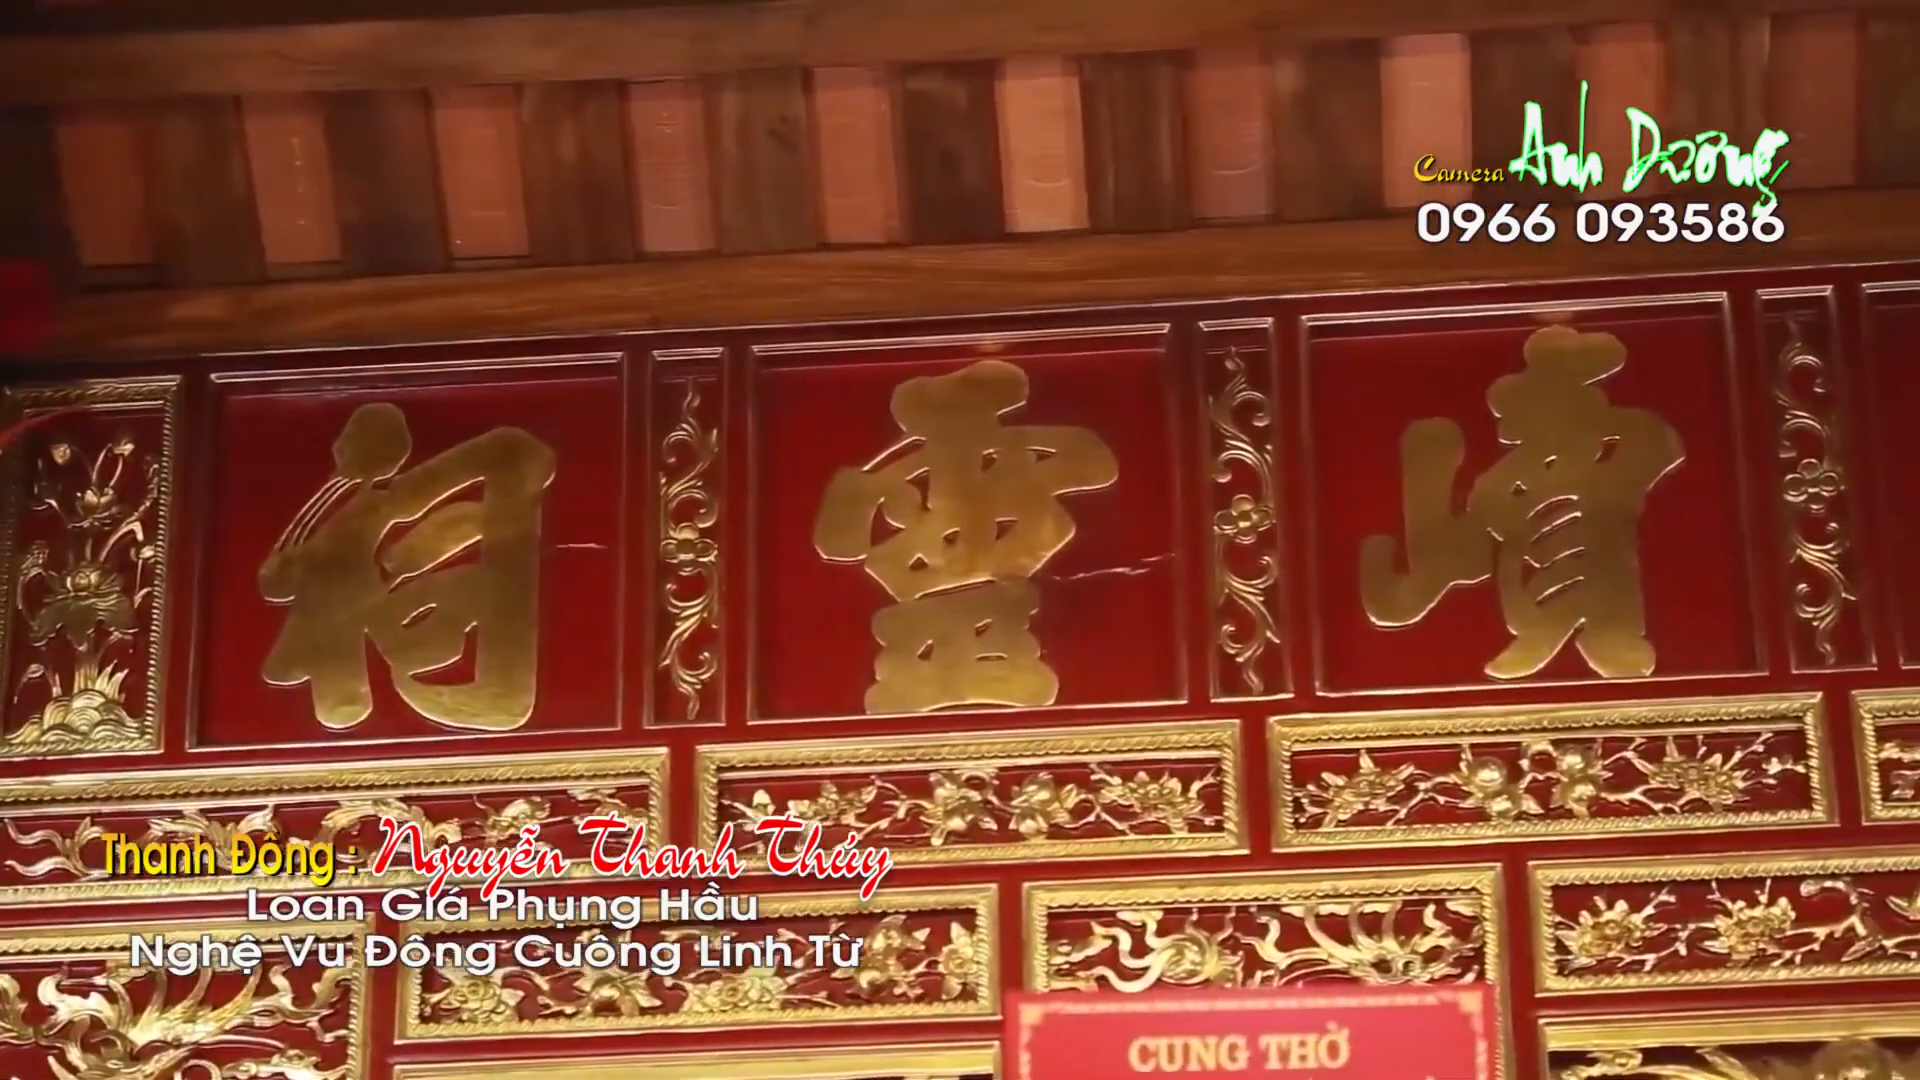 Camera Anh Dương
0966 093586
祠靈嵿
Thanh Đồng : Nguyễn Thanh Thúy
Loan Giá Phụng Hầu
Nghệ Vu Đông Cuông Linh Từ
CUNG THỜ